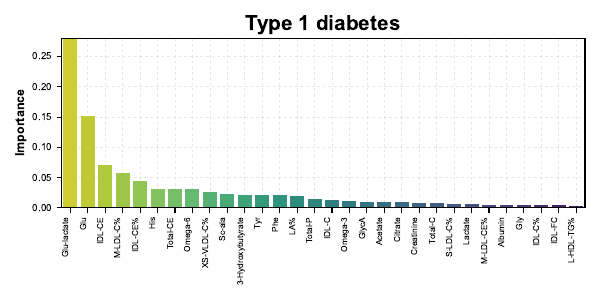 Type 1 diabetes
Importance
0.25
0.20
0.15
0.10
0.05
0.00
Glu-lactate
Glu
IDL-CE
M-LDL-C%
IDL-CE%
His
Total-CE
Omega-6
XS-VLDL-C%
Sc-ala
3-Hydroxybutyrate
Tyr
Phe
LA%
Total-P
IDL-C
Omega-3
GlycA
Acetate
Citrate
Creatinine
Total-C
S-LDL-C%
Lactate
M-LDL-CE%
Albumin
Gly
IDL-C%
IDL-FC
L-HDL-TG%